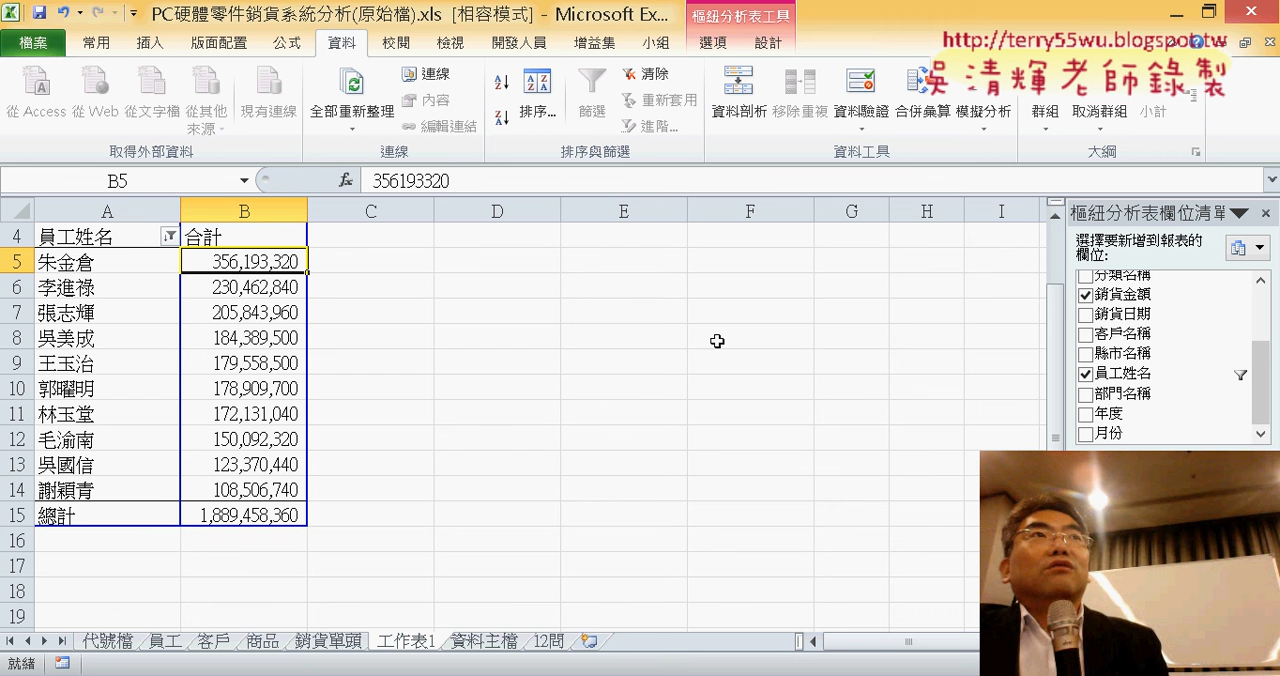 PC硬體零件銷貨系統分析(原始檔).xls [相容模式] - Microsoft Ex...
樞紐分析表工具
檔案 常用 插入 版面配置 公式 資料 校閱 檢視 開發人員 增益集 小組 選項 設計
http://terry55wu.blogspot.tw
吳清輝老師錄製
從 Access 從 Web 從文字檔 從其他來源 現有連線
全部重新整理 連線 內容 編輯連結
排序... 篩選 清除 重新套用 進階...
資料剖析 移除重複 資料驗證 合併彙算 模擬分析
群組 取消群組 小計
取得外部資料 連線 排序與篩選 資料工具 大綱
B5 fx 356193320
A B C D E F G H I
4 員工姓名 合計
5 朱金倉 356,193,320
6 李進祿 230,462,840
7 張志輝 205,843,960
8 吳美成 184,389,500
9 王玉治 179,558,500
10 郭曜明 178,909,700
11 林玉堂 172,131,040
12 毛渝南 150,092,320
13 吳國信 123,370,440
14 謝穎青 108,506,740
15 總計 1,889,458,360
16
17
18
19
樞紐分析表欄位清單
選擇要新增到報表的
欄位:
分類名稱
銷貨金額
銷貨日期
客戶名稱
縣市名稱
員工姓名
部門名稱
年度
月份
代號檔 員工 客戶 商品 銷貨單頭 工作表1 資料主檔 12問
就緒